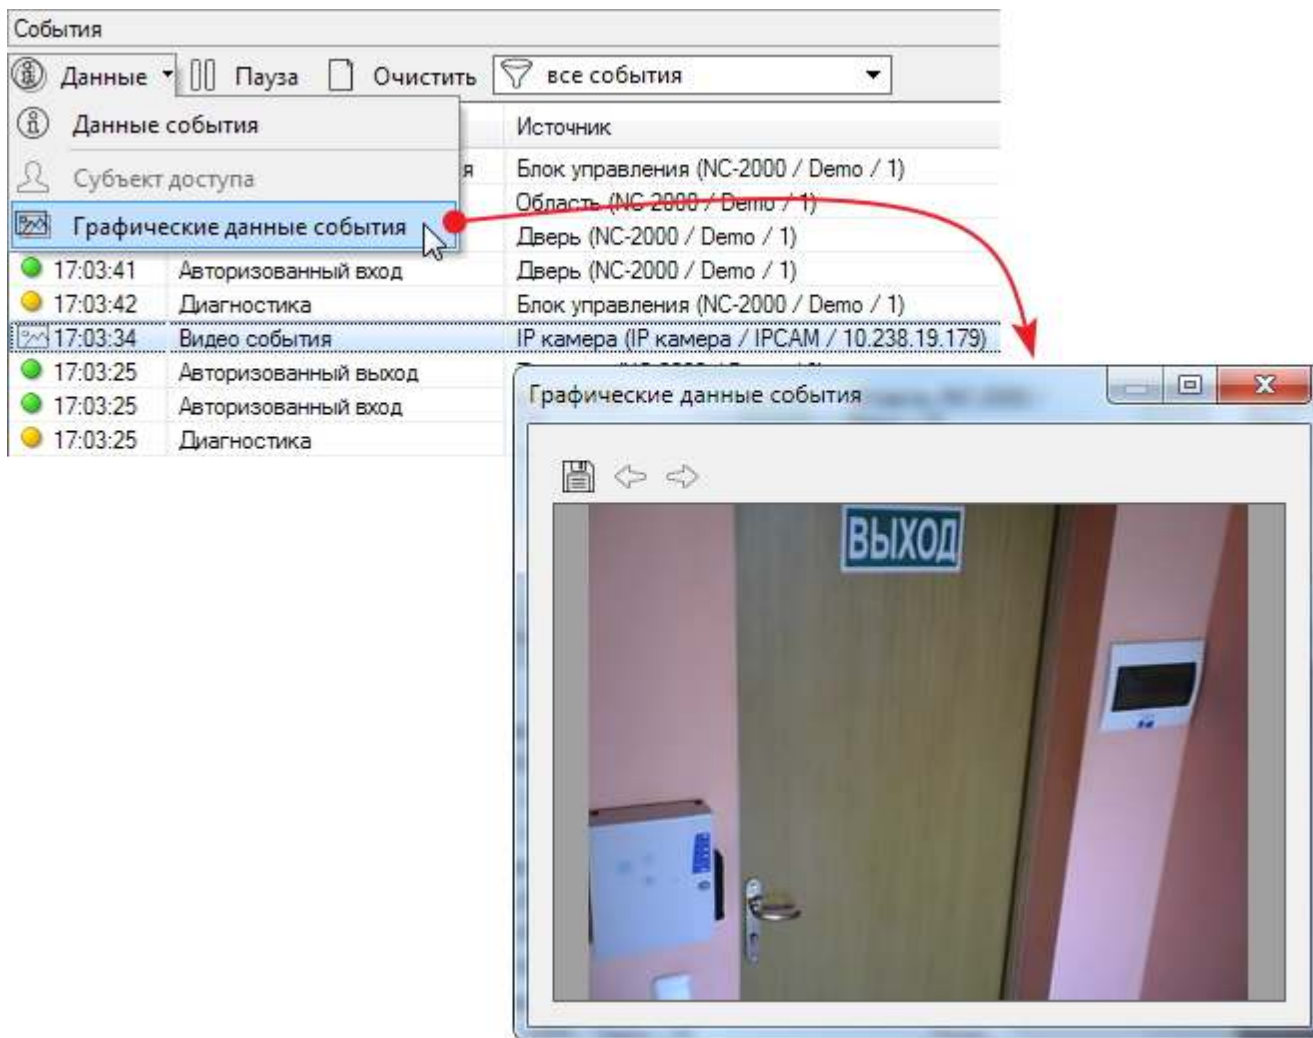 События
Данные Пауза Очистить все события
Данные события
Источник
Субъект доступа
я Блок управления (NC-2000 / Demo / 1)
Область (NC-2000 / Demo / 1)
Графические данные события
Дверь (NC-2000 / Demo / 1)
17:03:41 Авторизованный вход Дверь (NC-2000 / Demo / 1)
17:03:42 Диагностика Блок управления (NC-2000 / Demo / 1)
17:03:34 Видео события IP камера (IP камера / IPCAM / 10.238.19.179)
17:03:25 Авторизованный выход
17:03:25 Авторизованный вход
17:03:25 Диагностика
Графические данные события
ВЫХОД